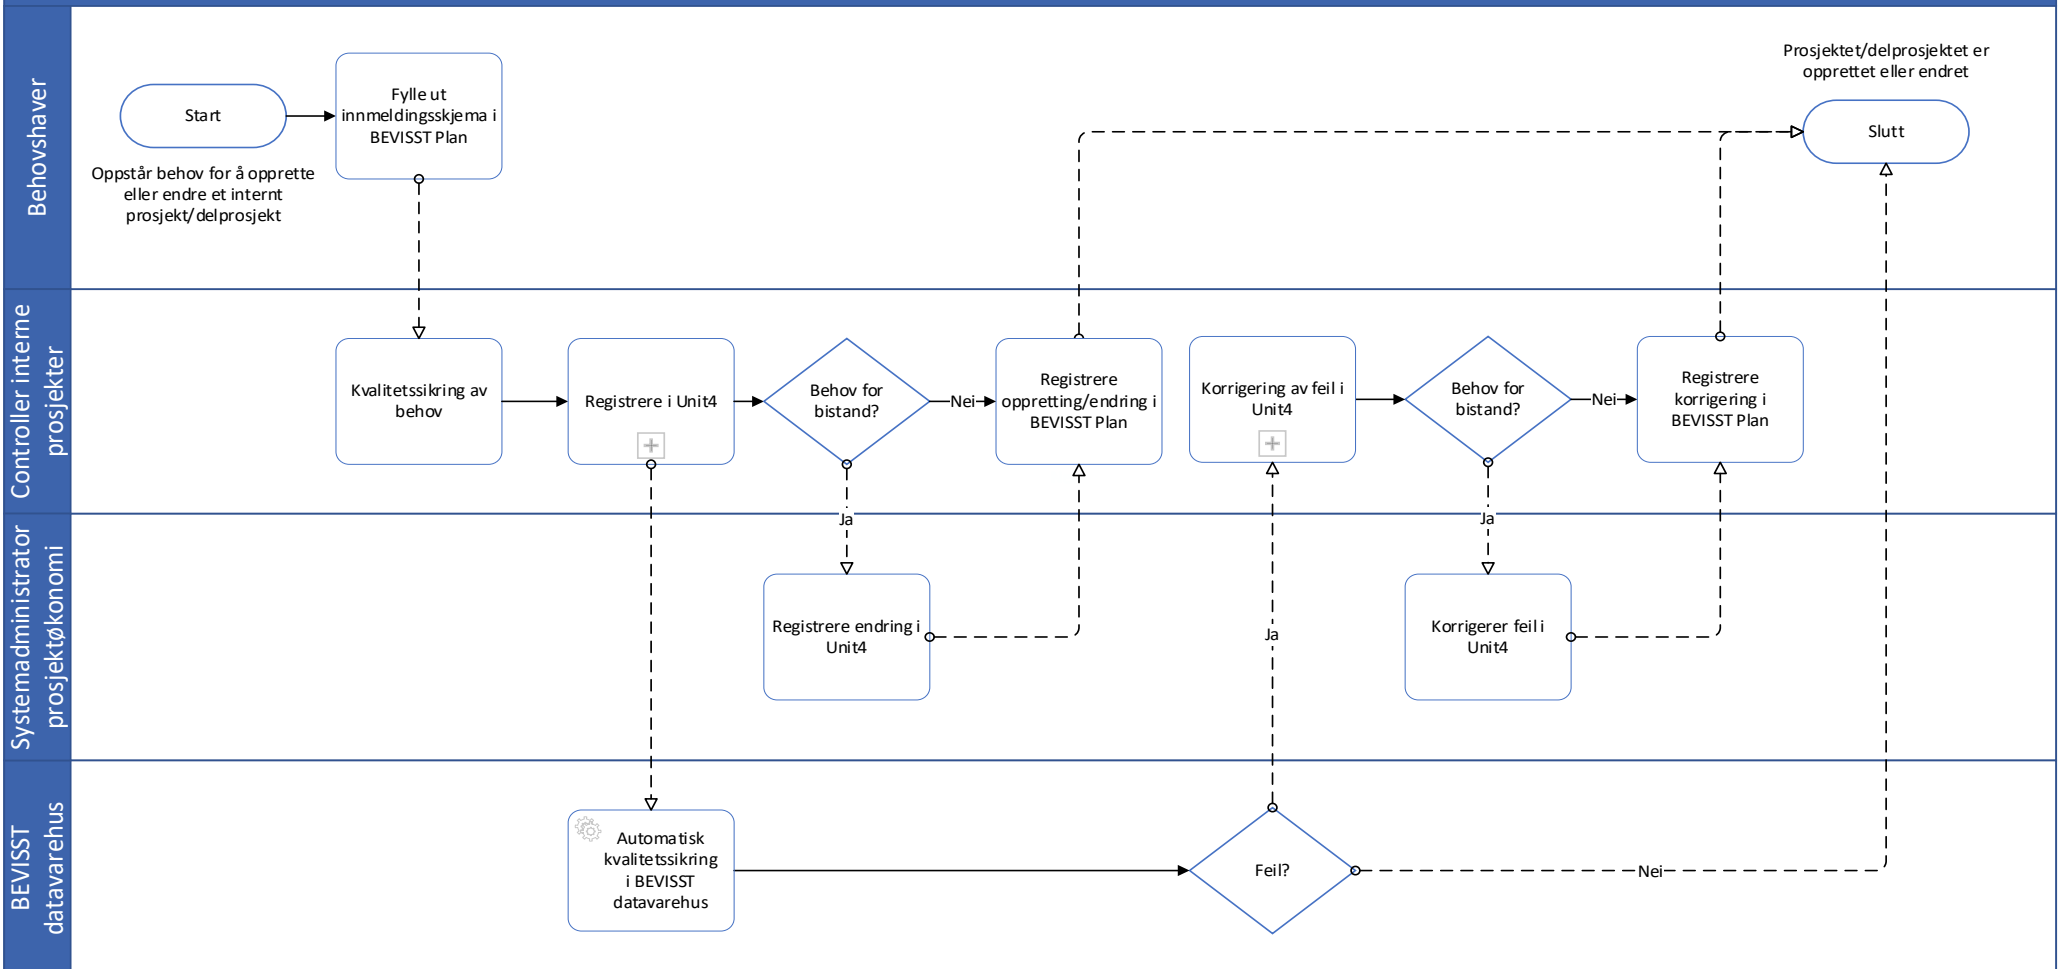 Behovshaver
Start
Oppstår behov for å opprette
eller endre et internt
prosjekt/delprosjekt
Fylle ut
innmeldingsskjema i
BEVISST Plan
Prosjektet/delprosjektet er
opprettet eller endret
Slutt
Controller interne
prosjekter
Kvalitetssikring av
behov
Registrere i Unit4
Behov for
bistand?
Nei
Ja
Registrere
oppretting/endring i
BEVISST Plan
Korrigering av feil i
Unit4
Behov for
bistand?
Nei
Ja
Registrere
korrigering i
BEVISST Plan
Systemadministrator
prosjektøkonomi
Registrere endring i
Unit4
Ja
Korrigerer feil i
Unit4
BEVISST
datavarehus
Automatisk
kvalitetssikring
i BEVISST
datavarehus
Feil?
Nei